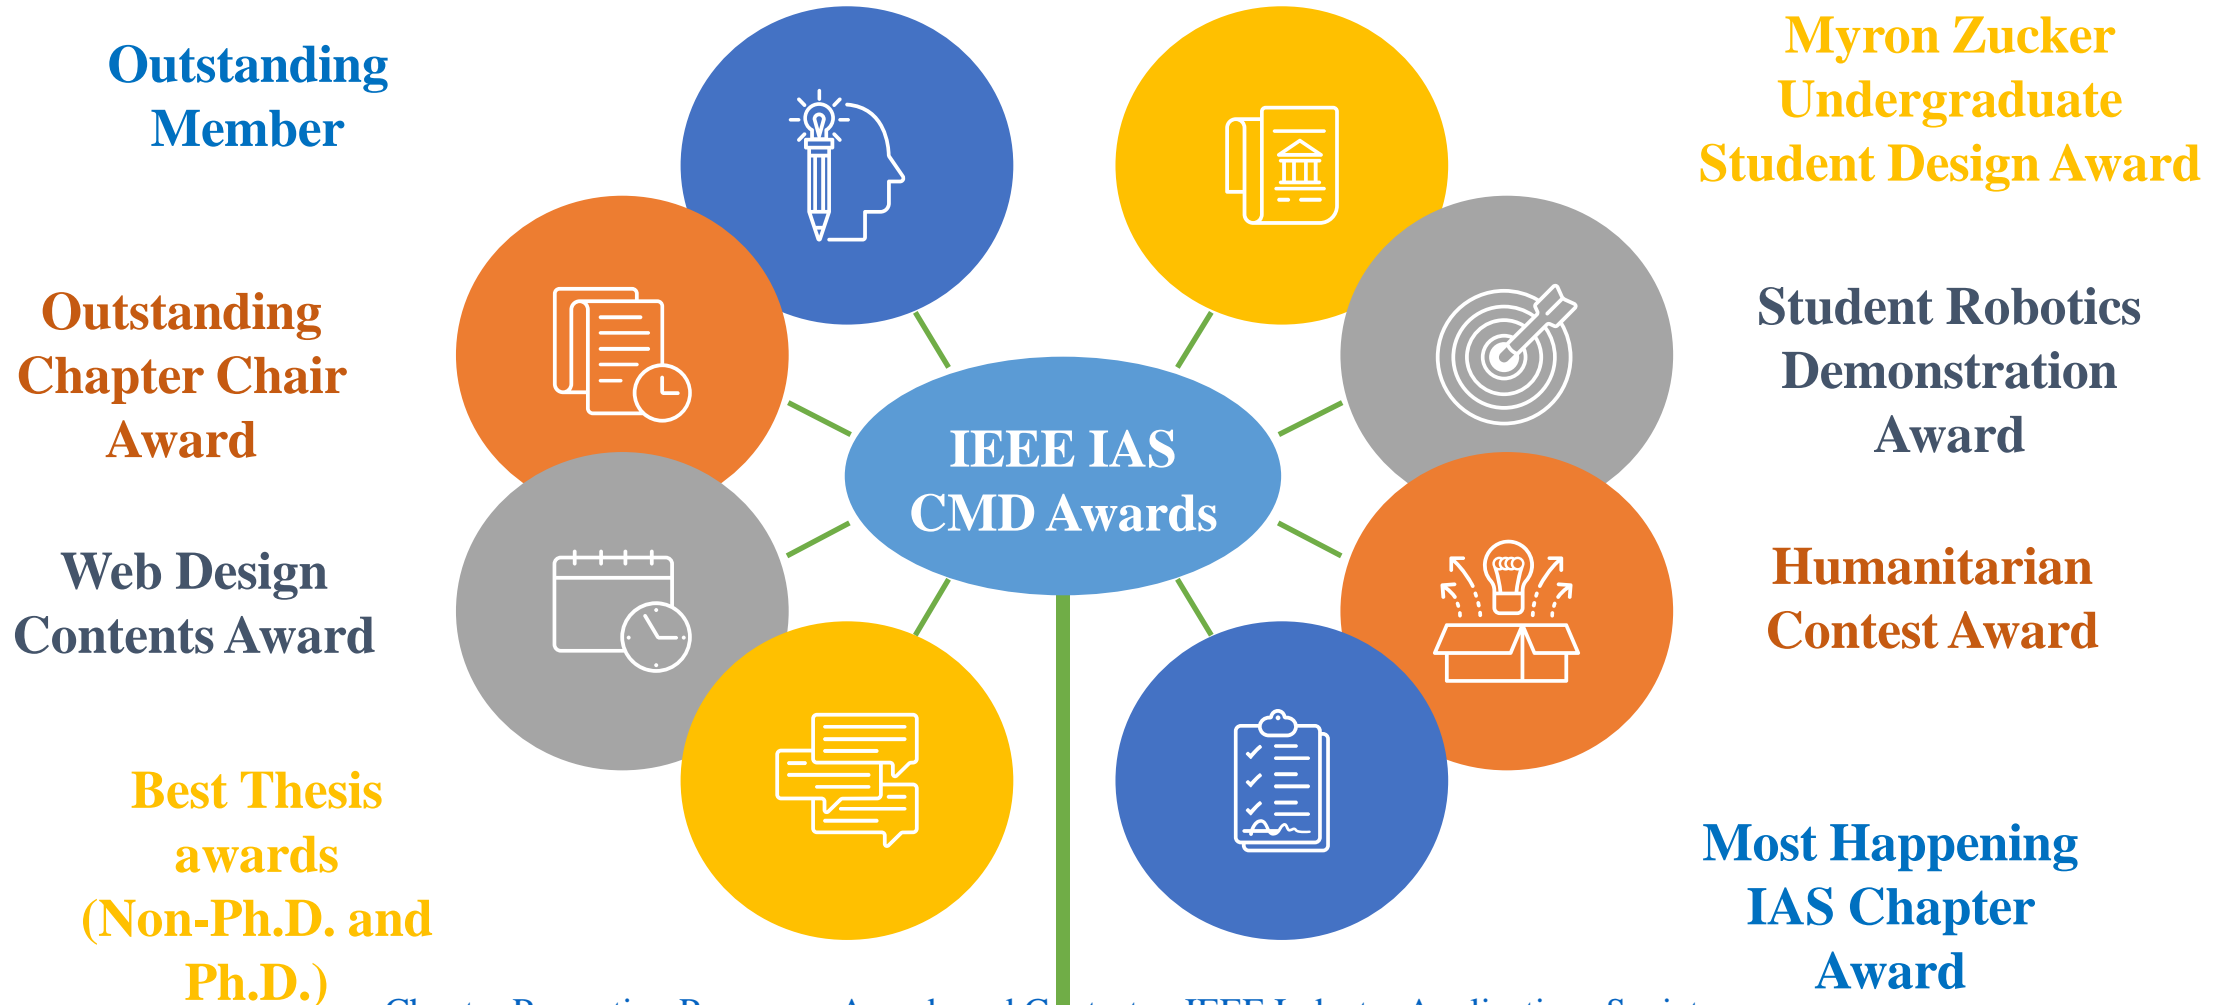 Outstanding
Member
Outstanding
Chapter Chair
Award
Web Design
Contents Award
Best Thesis
awards
(Non-Ph.D. and
Ph.D.)
IEEE IAS
CMD Awards
Myron Zucker
Undergraduate
Student Design Award
Student Robotics
Demonstration
Award
Humanitarian
Contest Award
Most Happening
IAS Chapter
Award